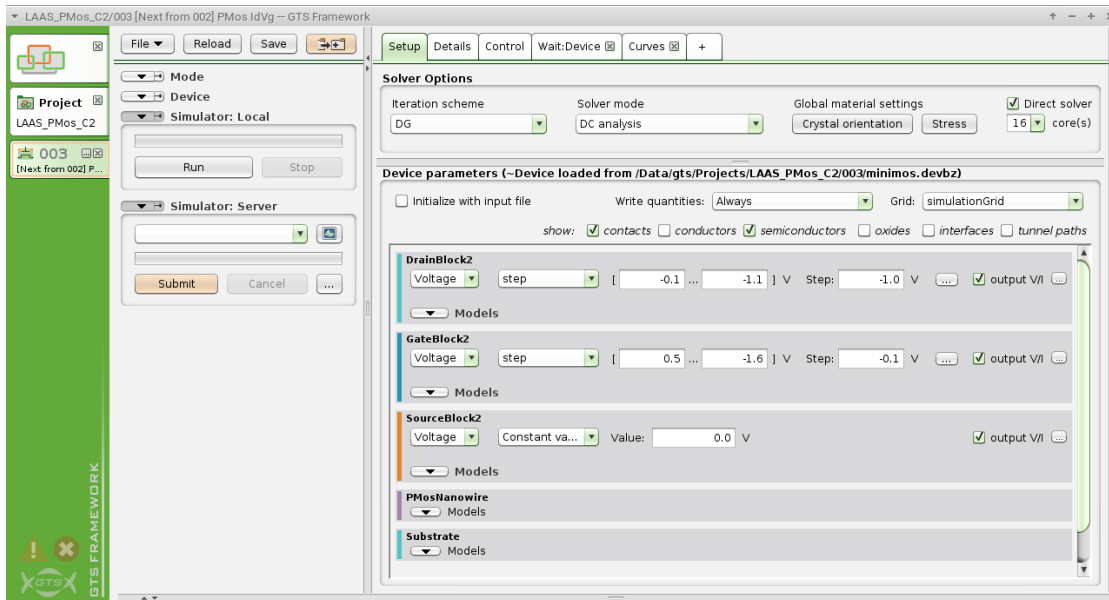 LAAS_PMos_C2/003 [Next from 002] PMos IdVg — GTS Framework
File Reload Save
Mode
Device
Simulator: Local
Run Stop
Simulator: Server
Submit Cancel ...
Project
LAAS_PMos_C2
003
[Next from 002] P...
GTS FRAMEWORK
GTS
Setup Details Control Wait:Device Curves +
Solver Options
Iteration scheme Solver mode Global material settings Direct solver
DG DC analysis Crystal orientation Stress 16 core(s)
Device parameters (~Device loaded from /Data/gts/Projects/LAAS_PMos_C2/003/minimos.devbz)
Initialize with input file Write quantities: Always Grid: simulationGrid
show: contacts conductors semiconductors oxides interfaces tunnel paths
DrainBlock2
Voltage step [ -0.1 ... -1.1 ] V Step: -1.0 V ... output V/I ...
Models
GateBlock2
Voltage step [ 0.5 ... -1.6 ] V Step: -0.1 V ... output V/I ...
Models
SourceBlock2
Voltage Constant va... Value: 0.0 V output V/I ...
Models
PMosNanowire
Models
Substrate
Models